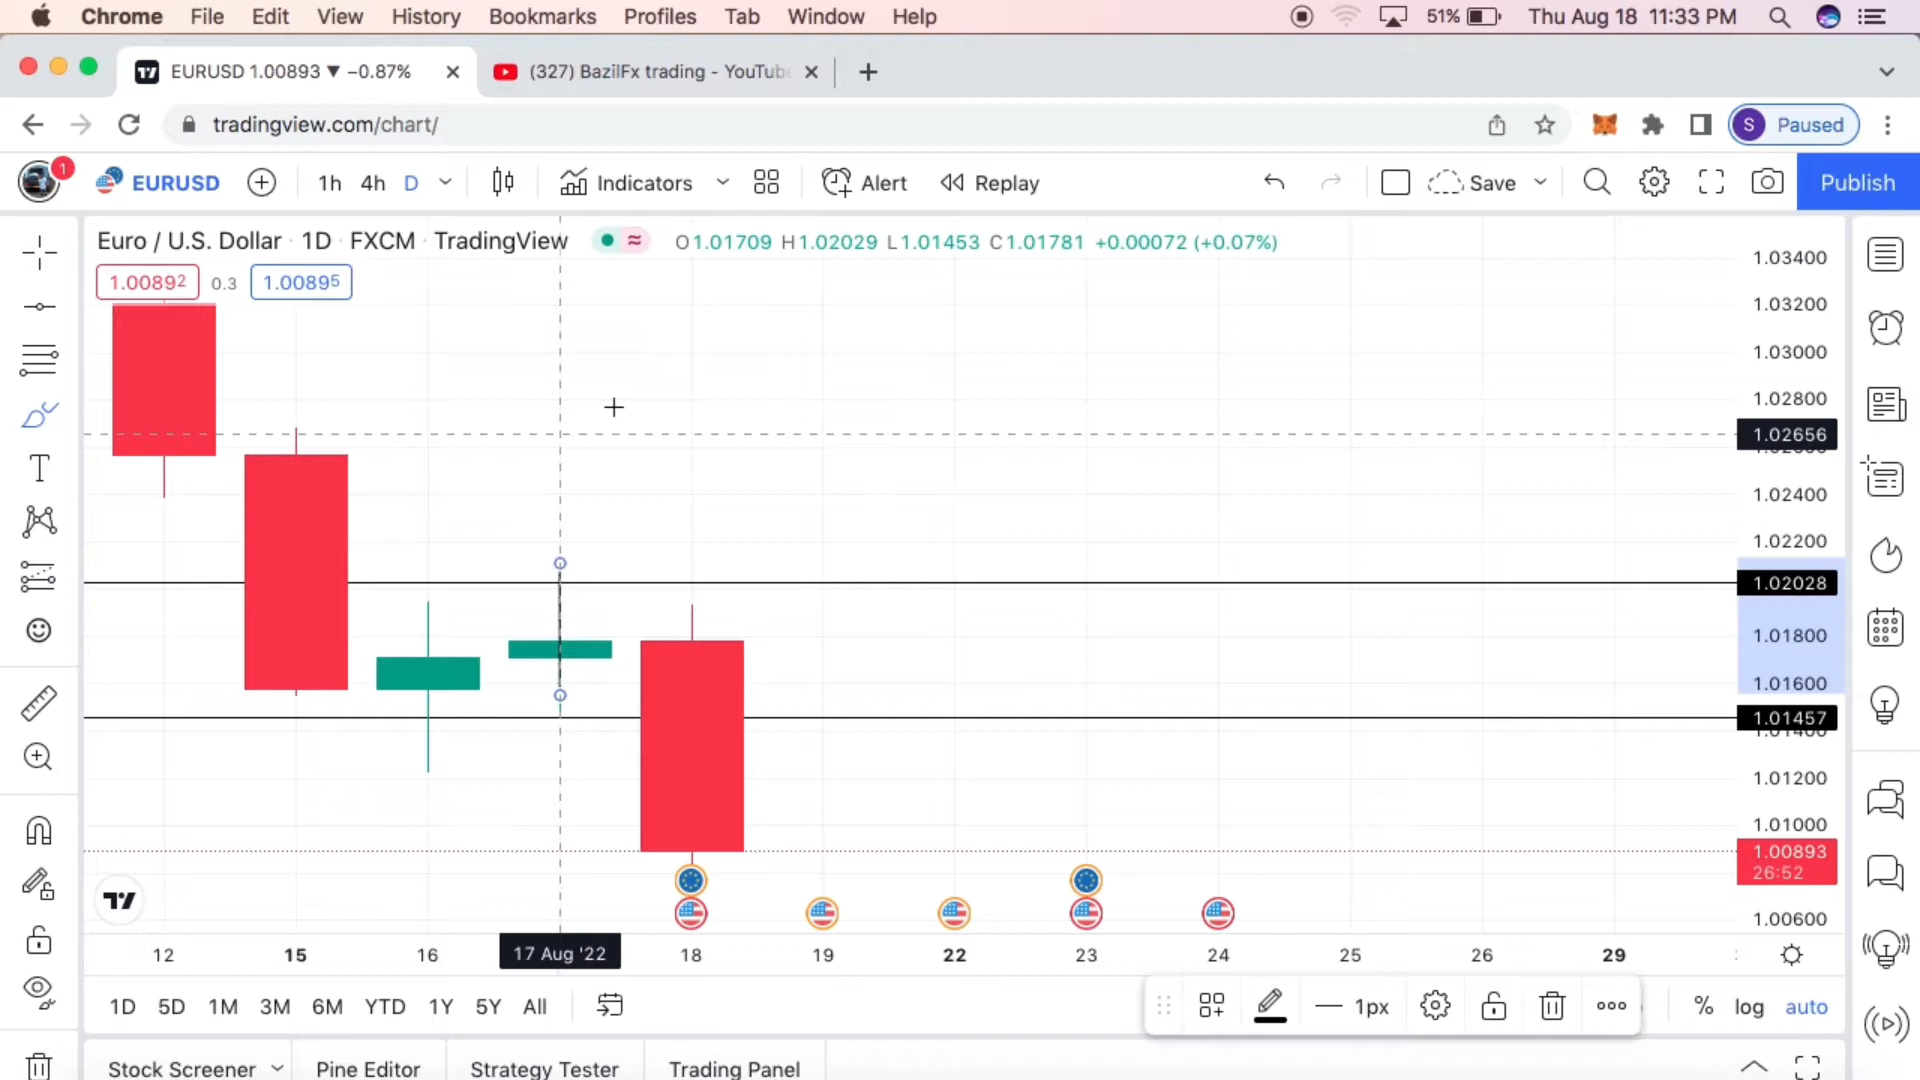 Chrome File Edit View History Bookmarks Profiles Tab Window Help 51% Thu Aug 18 11:33 PM
EURUSD 1.00893 ▼ −0.87% (327) BazilFx trading - YouTube
tradingview.com/chart/ S Paused
1 EURUSD 1h 4h D Indicators Alert Replay Save Publish
Euro / U.S. Dollar · 1D · FXCM · TradingView O1.01709 H1.02029 L1.01453 C1.01781 +0.00072 (+0.07%)
1.00892 0.3 1.00895
1.03400
1.03200
1.03000
1.02800
1.02656
1.02400
1.02200
1.02028
1.01800
1.01600
1.01457
1.01200
1.01000
1.00893
26:52
1.00600
12 15 16 17 Aug '22 18 19 22 23 24 25 26 29
1D 5D 1M 3M 6M YTD 1Y 5Y All 1px % log auto
Stock Screener Pine Editor Strategy Tester Trading Panel